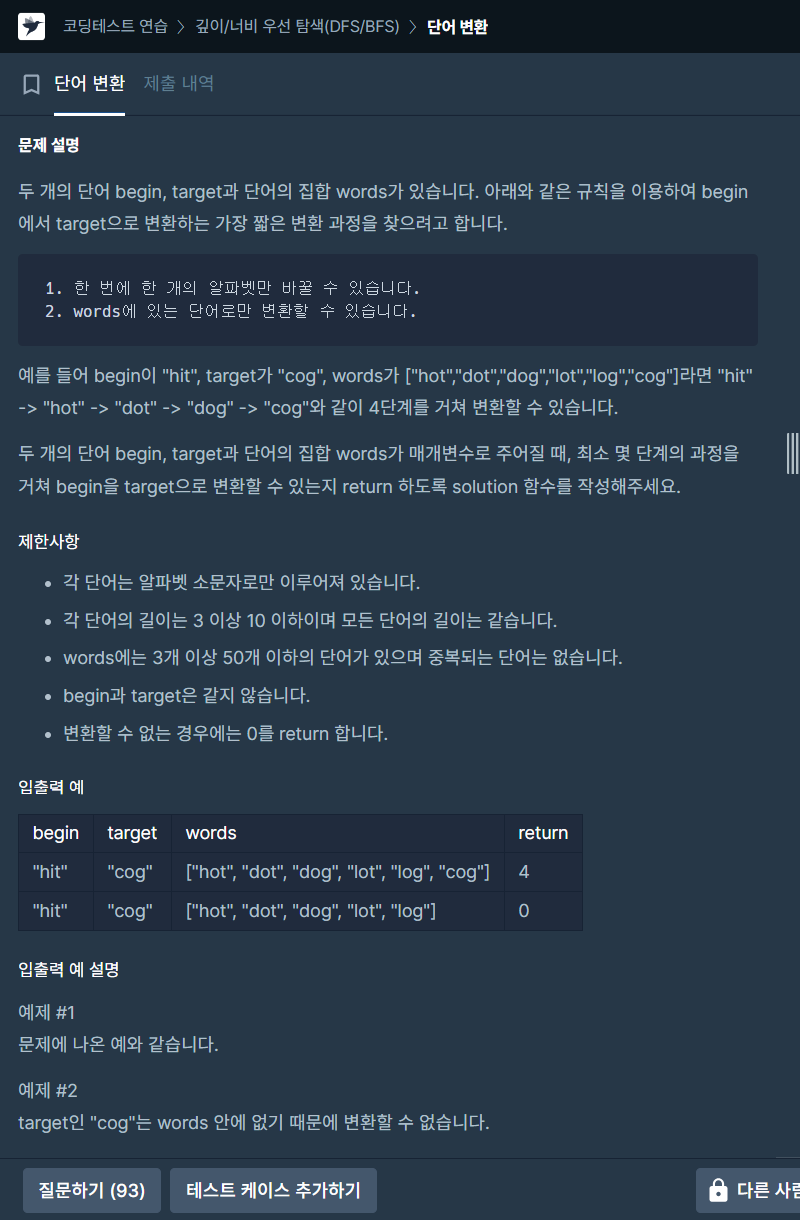 코딩테스트 연습 > 깊이/너비 우선 탐색(DFS/BFS) > 단어 변환
단어 변환 제출 내역
문제 설명
두 개의 단어 begin, target과 단어의 집합 words가 있습니다. 아래와 같은 규칙을 이용하여 begin
에서 target으로 변환하는 가장 짧은 변환 과정을 찾으려고 합니다.
1. 한 번에 한 개의 알파벳만 바꿀 수 있습니다.
2. words에 있는 단어로만 변환할 수 있습니다.
예를 들어 begin이 "hit", target가 "cog", words가 ["hot","dot","dog","lot","log","cog"]라면 "hit"
-> "hot" -> "dot" -> "dog" -> "cog"와 같이 4단계를 거쳐 변환할 수 있습니다.
두 개의 단어 begin, target과 단어의 집합 words가 매개변수로 주어질 때, 최소 몇 단계의 과정을
거쳐 begin을 target으로 변환할 수 있는지 return 하도록 solution 함수를 작성해주세요.
제한사항
• 각 단어는 알파벳 소문자로만 이루어져 있습니다.
• 각 단어의 길이는 3 이상 10 이하이며 모든 단어의 길이는 같습니다.
• words에는 3개 이상 50개 이하의 단어가 있으며 중복되는 단어는 없습니다.
• begin과 target은 같지 않습니다.
• 변환할 수 없는 경우에는 0를 return 합니다.
입출력 예
begin target words return
"hit" "cog" ["hot", "dot", "dog", "lot", "log", "cog"] 4
"hit" "cog" ["hot", "dot", "dog", "lot", "log"] 0
입출력 예 설명
예제 #1
문제에 나온 예와 같습니다.
예제 #2
target인 "cog"는 words 안에 없기 때문에 변환할 수 없습니다.
질문하기 (93) 테스트 케이스 추가하기 다른